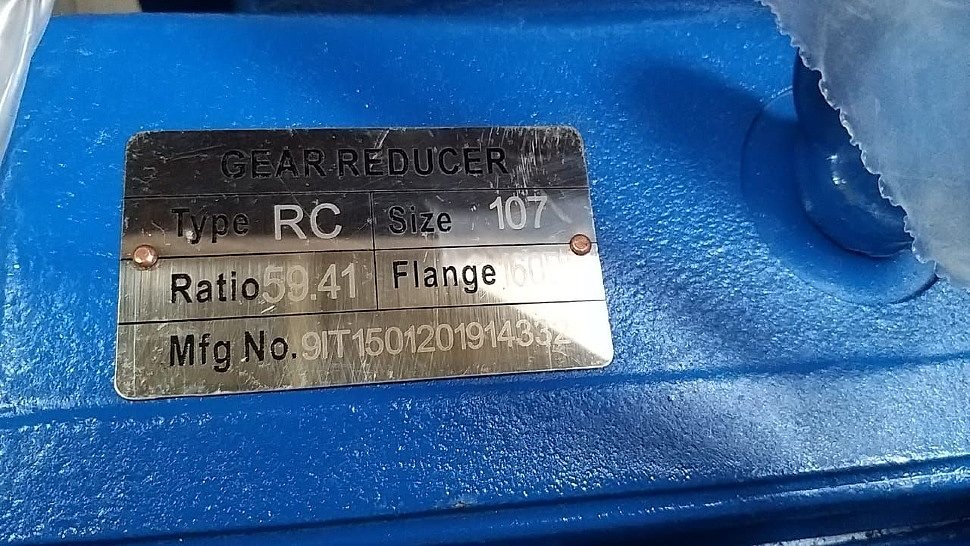 GEAR REDUCER
Type RC Size 107
Ratio 59.41 Flange
Mfg No.